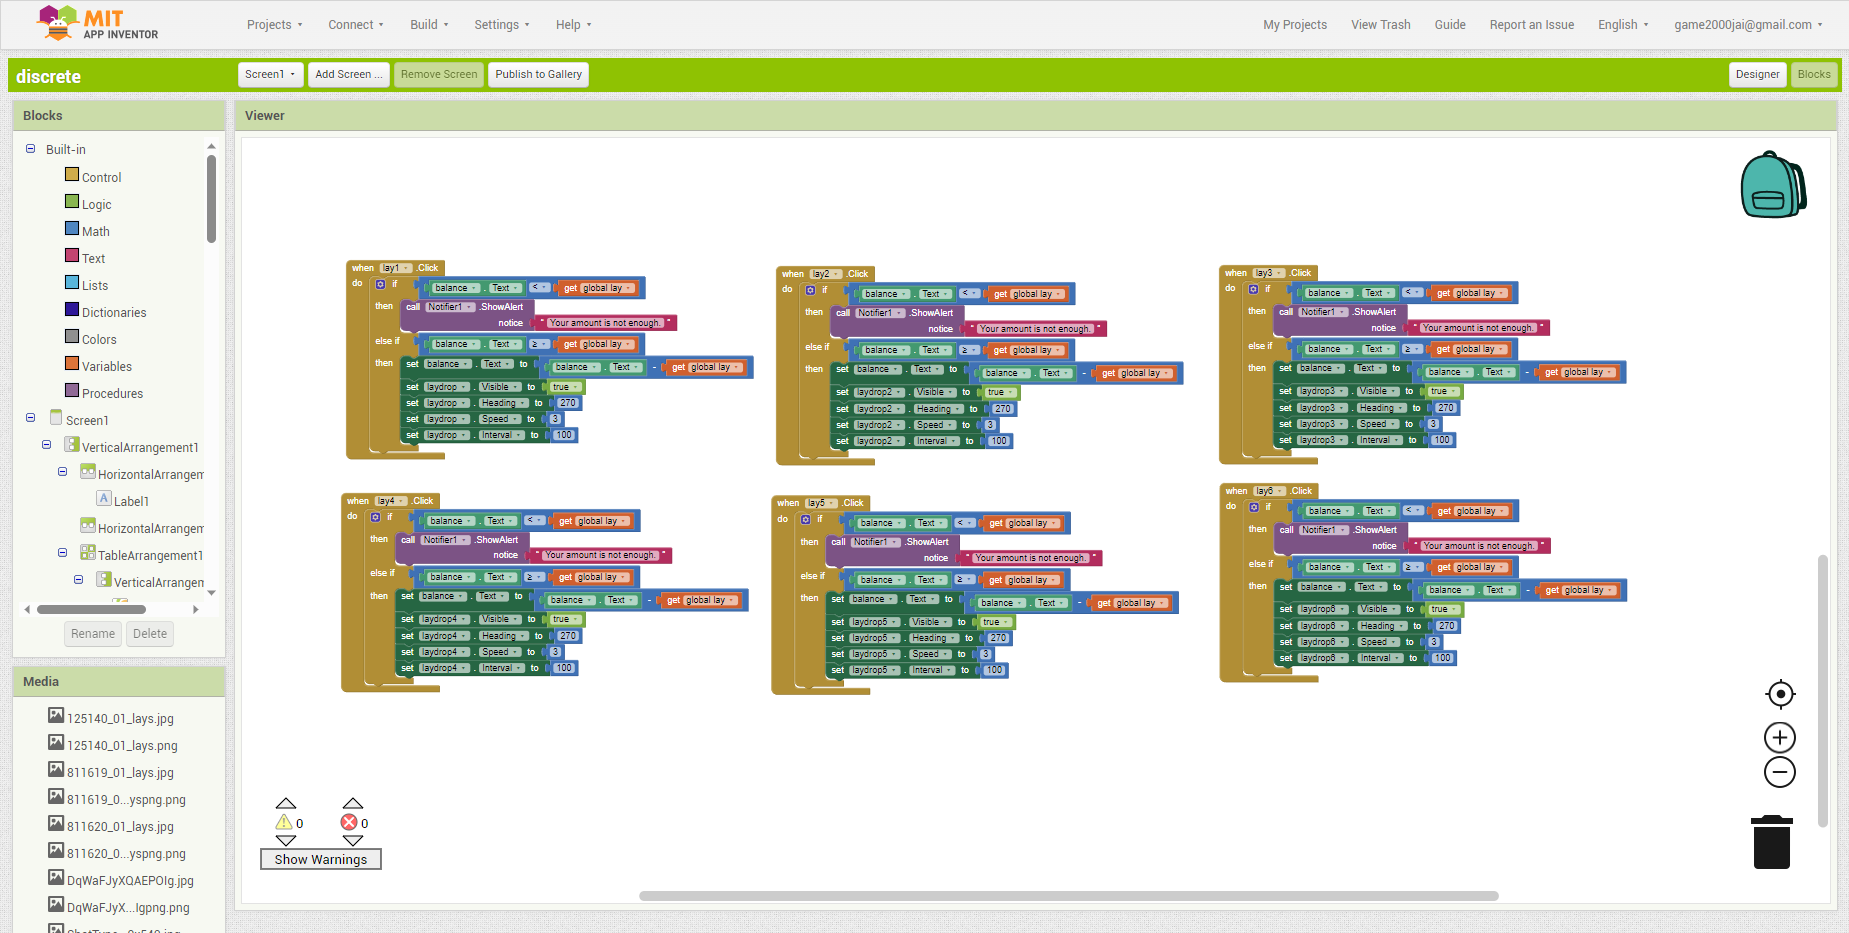 MIT
APP INVENTOR
Projects Connect Build Settings Help My Projects View Trash Guide Report an Issue English game2000jai@gmail.com
discrete Screen1 Add Screen ... Remove Screen Publish to Gallery Designer Blocks
Blocks
Built-in
Control
Logic
Math
Text
Lists
Dictionaries
Colors
Variables
Procedures
Screen1
VerticalArrangement1
HorizontalArrangem
A Label1
HorizontalArrangem
TableArrangement1
VerticalArrangem
Rename Delete
Media
125140_01_lays.jpg
125140_01_lays.png
811619_01_lays.jpg
811619_0...yspng.png
811620_01_lays.jpg
811620_0...yspng.png
DqWaFJyXQAEPOIg.jpg
DqWaFJyX...Igpng.png
Viewer
when lay1 .Click
do if balance . Text < get global lay
then call Notifier1 .ShowAlert
notice " Your amount is not enough. "
else if balance . Text ≥ get global lay
then set balance . Text to balance . Text - get global lay
set laydrop . Visible to true
set laydrop . Heading to 270
set laydrop . Speed to 3
set laydrop . Interval to 100
when lay2 .Click
do if balance . Text < get global lay
then call Notifier1 .ShowAlert
notice " Your amount is not enough. "
else if balance . Text ≥ get global lay
then set balance . Text to balance . Text - get global lay
set laydrop2 . Visible to true
set laydrop2 . Heading to 270
set laydrop2 . Speed to 3
set laydrop2 . Interval to 100
when lay3 .Click
do if balance . Text < get global lay
then call Notifier1 .ShowAlert
notice " Your amount is not enough. "
else if balance . Text ≥ get global lay
then set balance . Text to balance . Text - get global lay
set laydrop3 . Visible to true
set laydrop3 . Heading to 270
set laydrop3 . Speed to 3
set laydrop3 . Interval to 100
when lay4 .Click
do if balance . Text < get global lay
then call Notifier1 .ShowAlert
notice " Your amount is not enough. "
else if balance . Text ≥ get global lay
then set balance . Text to balance . Text - get global lay
set laydrop4 . Visible to true
set laydrop4 . Heading to 270
set laydrop4 . Speed to 3
set laydrop4 . Interval to 100
when lay5 .Click
do if balance . Text < get global lay
then call Notifier1 .ShowAlert
notice " Your amount is not enough. "
else if balance . Text ≥ get global lay
then set balance . Text to balance . Text - get global lay
set laydrop5 . Visible to true
set laydrop5 . Heading to 270
set laydrop5 . Speed to 3
set laydrop5 . Interval to 100
when lay6 .Click
do if balance . Text < get global lay
then call Notifier1 .ShowAlert
notice " Your amount is not enough. "
else if balance . Text ≥ get global lay
then set balance . Text to balance . Text - get global lay
set laydrop6 . Visible to true
set laydrop6 . Heading to 270
set laydrop6 . Speed to 3
set laydrop6 . Interval to 100
0 0
Show Warnings